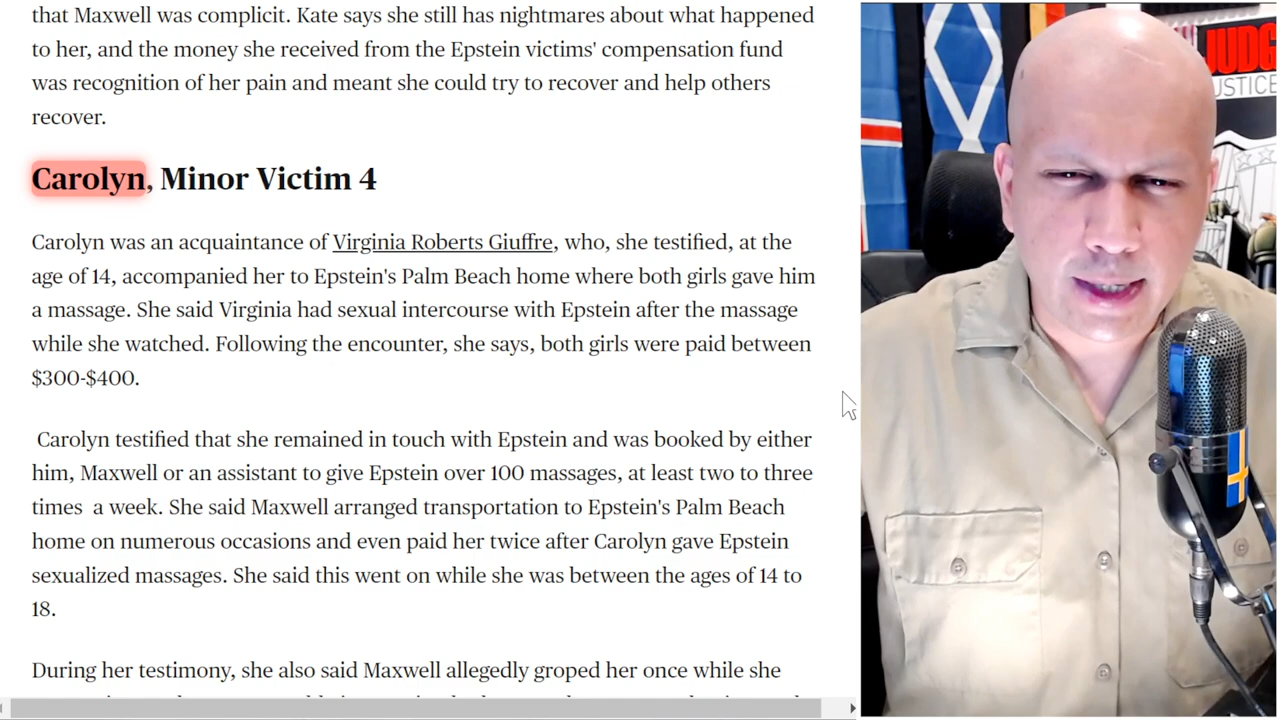 that Maxwell was complicit. Kate says she still has nightmares about what happened
to her, and the money she received from the Epstein victims' compensation fund
was recognition of her pain and meant she could try to recover and help others
recover.
Carolyn, Minor Victim 4
Carolyn was an acquaintance of Virginia Roberts Giuffre, who, she testified, at the
age of 14, accompanied her to Epstein's Palm Beach home where both girls gave him
a massage. She said Virginia had sexual intercourse with Epstein after the massage
while she watched. Following the encounter, she says, both girls were paid between
$300-$400.
Carolyn testified that she remained in touch with Epstein and was booked by either
him, Maxwell or an assistant to give Epstein over 100 massages, at least two to three
times a week. She said Maxwell arranged transportation to Epstein's Palm Beach
home on numerous occasions and even paid her twice after Carolyn gave Epstein
sexualized massages. She said this went on while she was between the ages of 14 to
18.
During her testimony, she also said Maxwell allegedly groped her once while she
JUDG
USTICE